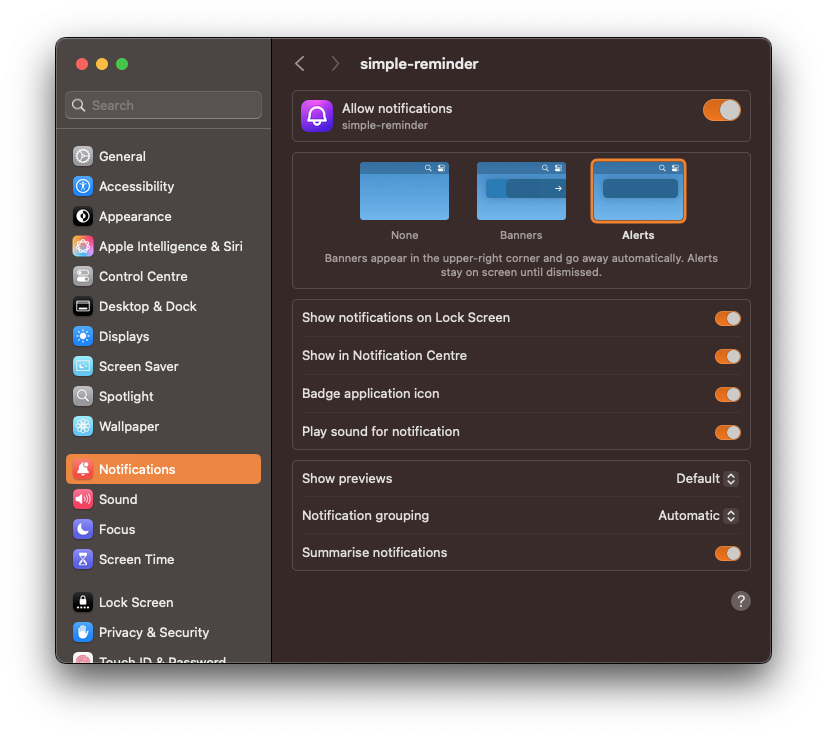 simple-reminder
Search
General
Accessibility
Appearance
Apple Intelligence & Siri
Control Centre
Desktop & Dock
Displays
Screen Saver
Spotlight
Wallpaper
Notifications
Sound
Focus
Screen Time
Lock Screen
Privacy & Security
Touch ID & Password
Allow notifications
simple-reminder
None
Banners
Alerts
Banners appear in the upper-right corner and go away automatically. Alerts
stay on screen until dismissed.
Show notifications on Lock Screen
Show in Notification Centre
Badge application icon
Play sound for notification
Show previews Default
Notification grouping Automatic
Summarise notifications
?